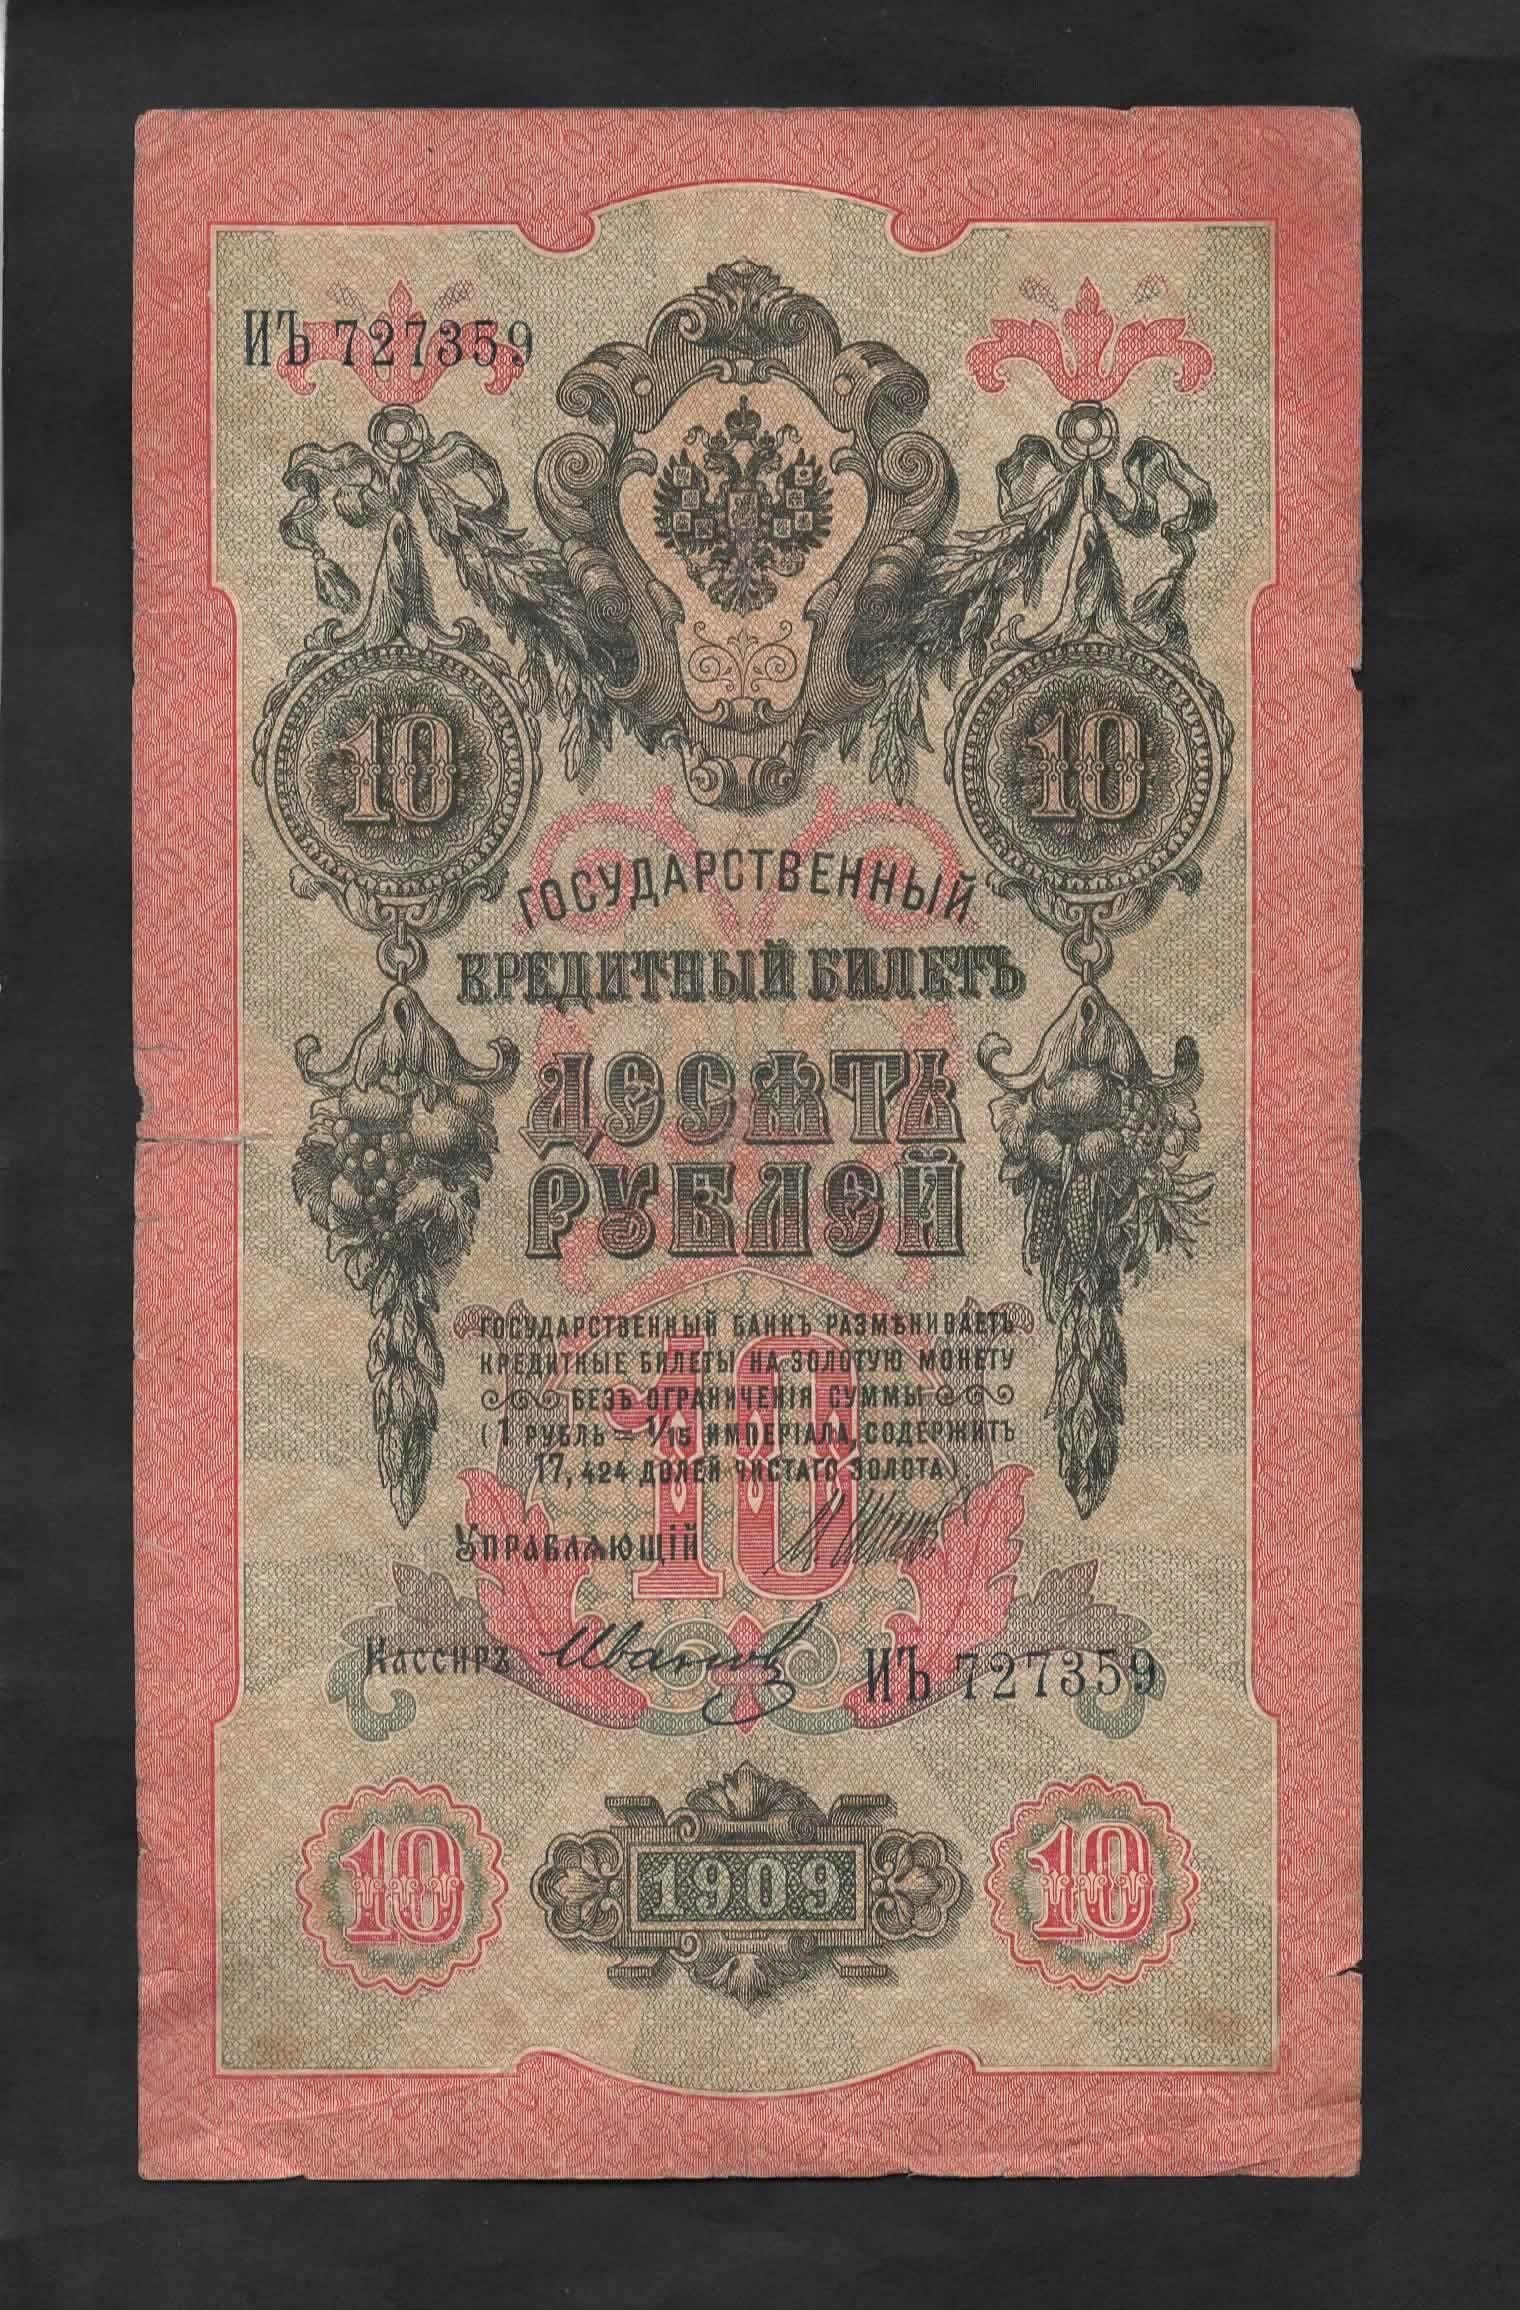 ИЪ 727359
10 10
ГОСУДАРСТВЕННЫЙ
КРЕДИТНЫЙ БИЛЕТЪ
ДЕСЯТЬ
РУБЛЕЙ
ГОСУДАРСТВЕННЫЙ БАНКЪ РАЗМѢНИВАЕТЪ
КРЕДИТНЫЕ БИЛЕТЫ НА ЗОЛОТУЮ МОНЕТУ
БЕЗЪ ОГРАНИЧЕНІЯ СУММЫ
(1 РУБЛЬ = 1/15 ИМПЕРІАЛА, СОДЕРЖИТЪ
17,424 ДОЛЕЙ ЧИСТАГО ЗОЛОТА).
10
Управляющій
Кассиръ Иванов
ИЪ 727359
10 1909 10